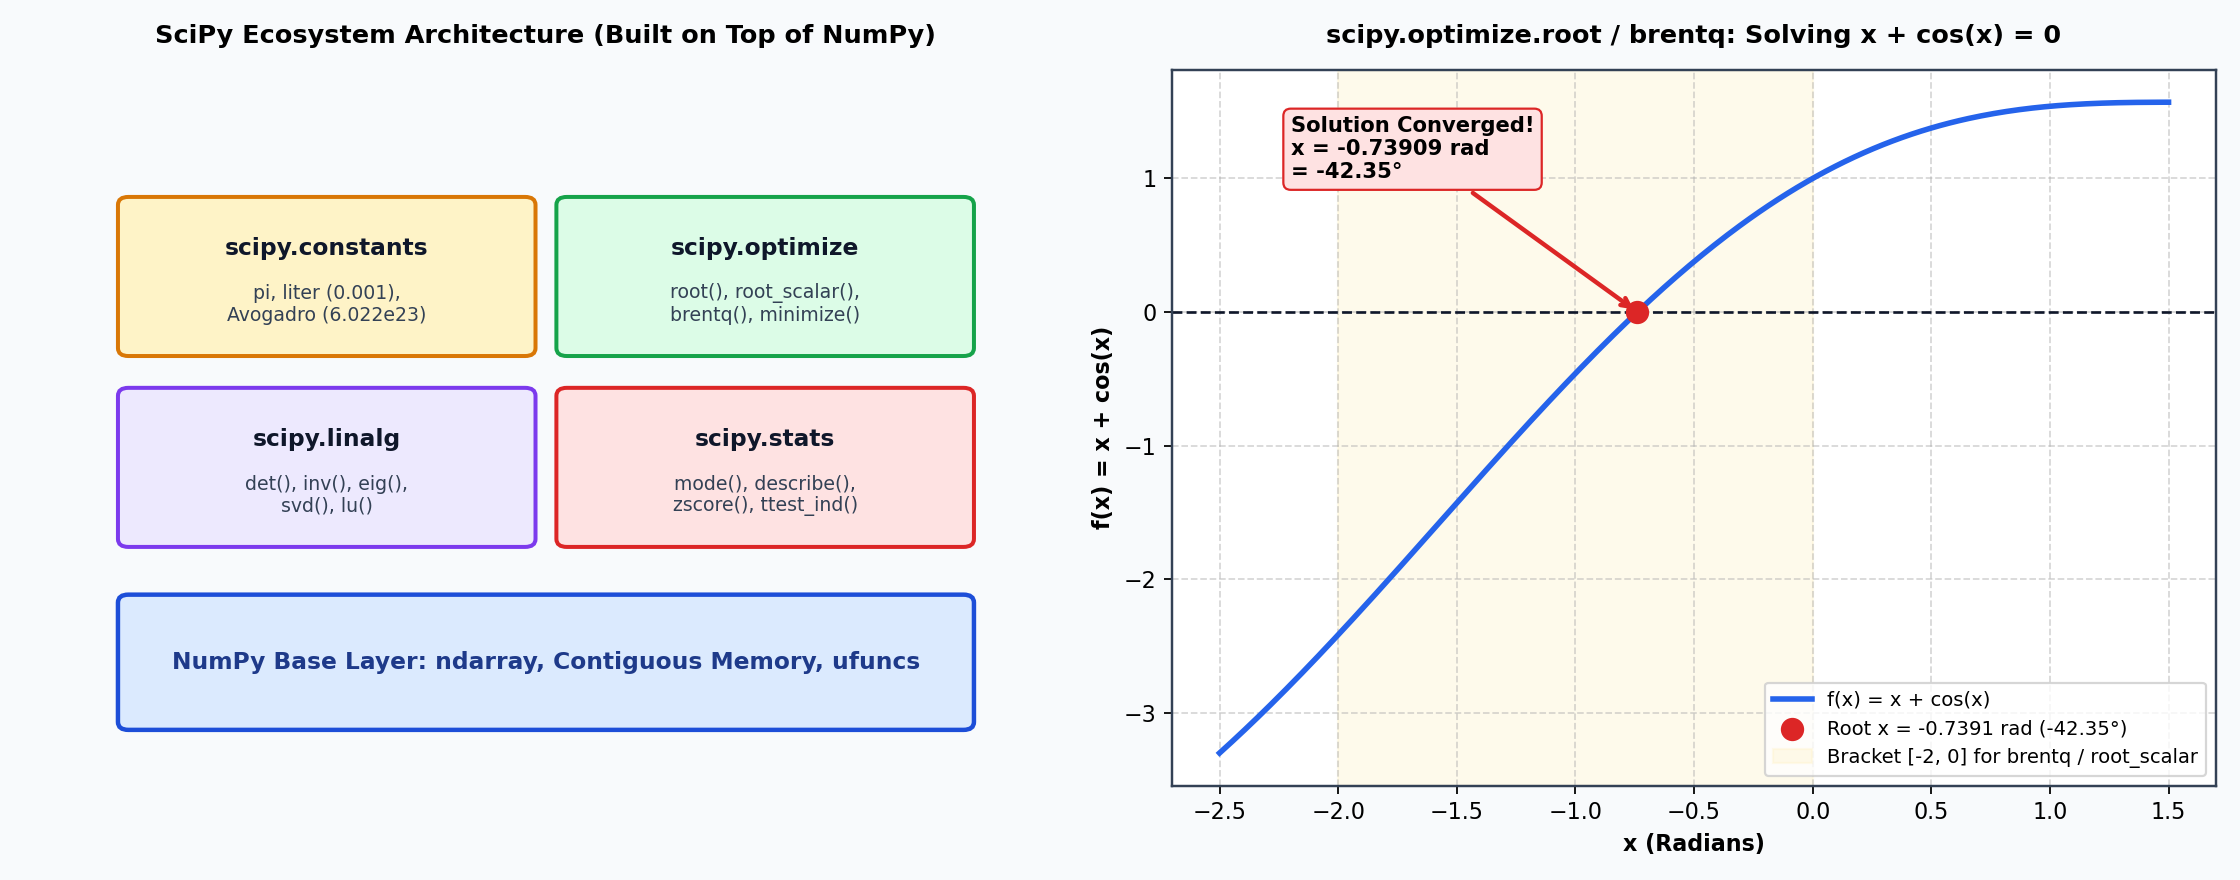 SciPy Ecosystem Architecture (Built on Top of NumPy)
scipy.constants
pi, liter (0.001),
Avogadro (6.022e23)
scipy.optimize
root(), root_scalar(),
brentq(), minimize()
scipy.linalg
det(), inv(), eig(),
svd(), lu()
scipy.stats
mode(), describe(),
zscore(), ttest_ind()
NumPy Base Layer: ndarray, Contiguous Memory, ufuncs
scipy.optimize.root / brentq: Solving x + cos(x) = 0
Solution Converged!
x = -0.73909 rad
= -42.35°
f(x) = x + cos(x)
1
0
−1
−2
−3
f(x) = x + cos(x)
Root x = -0.7391 rad (-42.35°)
Bracket [-2, 0] for brentq / root_scalar
−2.5
−2.0
−1.5
−1.0
−0.5
0.0
0.5
1.0
1.5
x (Radians)